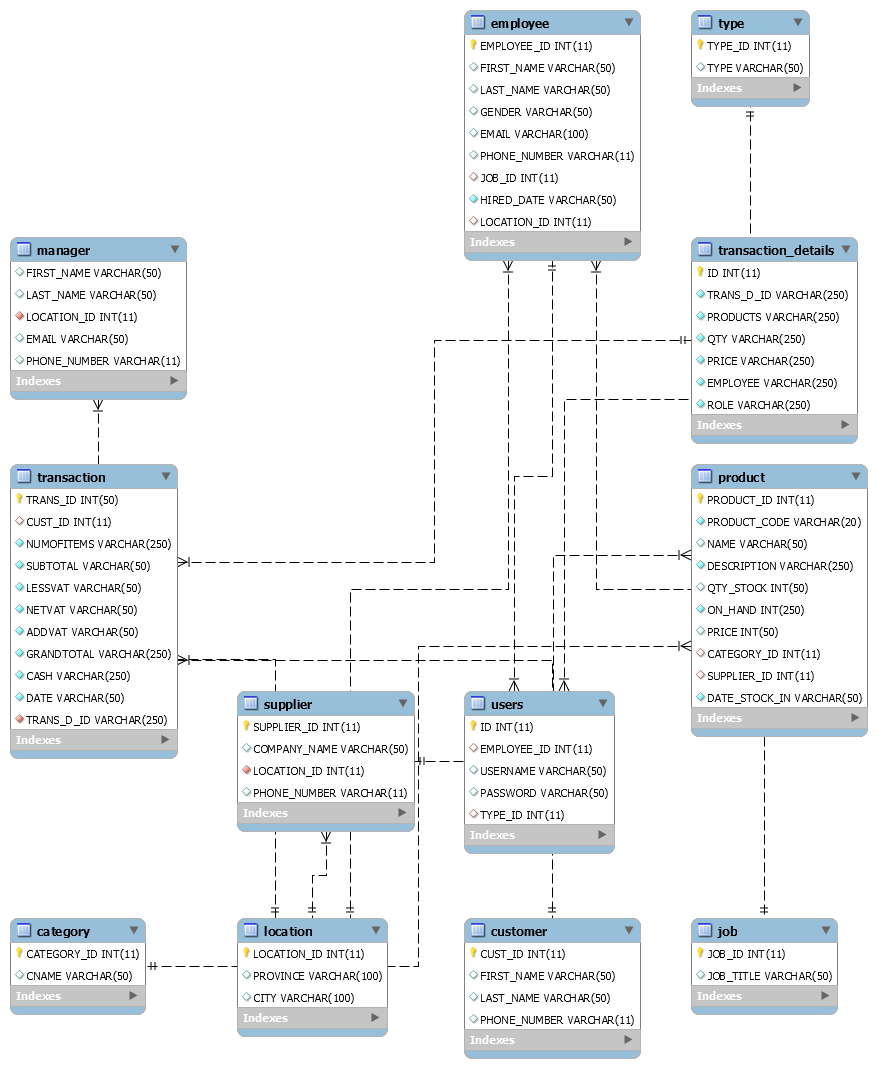 employee
EMPLOYEE_ID INT(11)
FIRST_NAME VARCHAR(50)
LAST_NAME VARCHAR(50)
GENDER VARCHAR(50)
EMAIL VARCHAR(100)
PHONE_NUMBER VARCHAR(11)
JOB_ID INT(11)
HIRED_DATE VARCHAR(50)
LOCATION_ID INT(11)
Indexes
type
TYPE_ID INT(11)
TYPE VARCHAR(50)
Indexes
manager
FIRST_NAME VARCHAR(50)
LAST_NAME VARCHAR(50)
LOCATION_ID INT(11)
EMAIL VARCHAR(50)
PHONE_NUMBER VARCHAR(11)
Indexes
transaction_details
ID INT(11)
TRANS_D_ID VARCHAR(250)
PRODUCTS VARCHAR(250)
QTY VARCHAR(250)
PRICE VARCHAR(250)
EMPLOYEE VARCHAR(250)
ROLE VARCHAR(250)
Indexes
transaction
TRANS_ID INT(50)
CUST_ID INT(11)
NUMOFITEMS VARCHAR(250)
SUBTOTAL VARCHAR(50)
LESSVAT VARCHAR(50)
NETVAT VARCHAR(50)
ADDVAT VARCHAR(50)
GRANDTOTAL VARCHAR(250)
CASH VARCHAR(250)
DATE VARCHAR(50)
TRANS_D_ID VARCHAR(250)
Indexes
product
PRODUCT_ID INT(11)
PRODUCT_CODE VARCHAR(20)
NAME VARCHAR(50)
DESCRIPTION VARCHAR(250)
QTY_STOCK INT(50)
ON_HAND INT(250)
PRICE INT(50)
CATEGORY_ID INT(11)
SUPPLIER_ID INT(11)
DATE_STOCK_IN VARCHAR(50)
Indexes
supplier
SUPPLIER_ID INT(11)
COMPANY_NAME VARCHAR(50)
LOCATION_ID INT(11)
PHONE_NUMBER VARCHAR(11)
Indexes
users
ID INT(11)
EMPLOYEE_ID INT(11)
USERNAME VARCHAR(50)
PASSWORD VARCHAR(50)
TYPE_ID INT(11)
Indexes
category
CATEGORY_ID INT(11)
CNAME VARCHAR(50)
Indexes
location
LOCATION_ID INT(11)
PROVINCE VARCHAR(100)
CITY VARCHAR(100)
Indexes
customer
CUST_ID INT(11)
FIRST_NAME VARCHAR(50)
LAST_NAME VARCHAR(50)
PHONE_NUMBER VARCHAR(11)
Indexes
job
JOB_ID INT(11)
JOB_TITLE VARCHAR(50)
Indexes